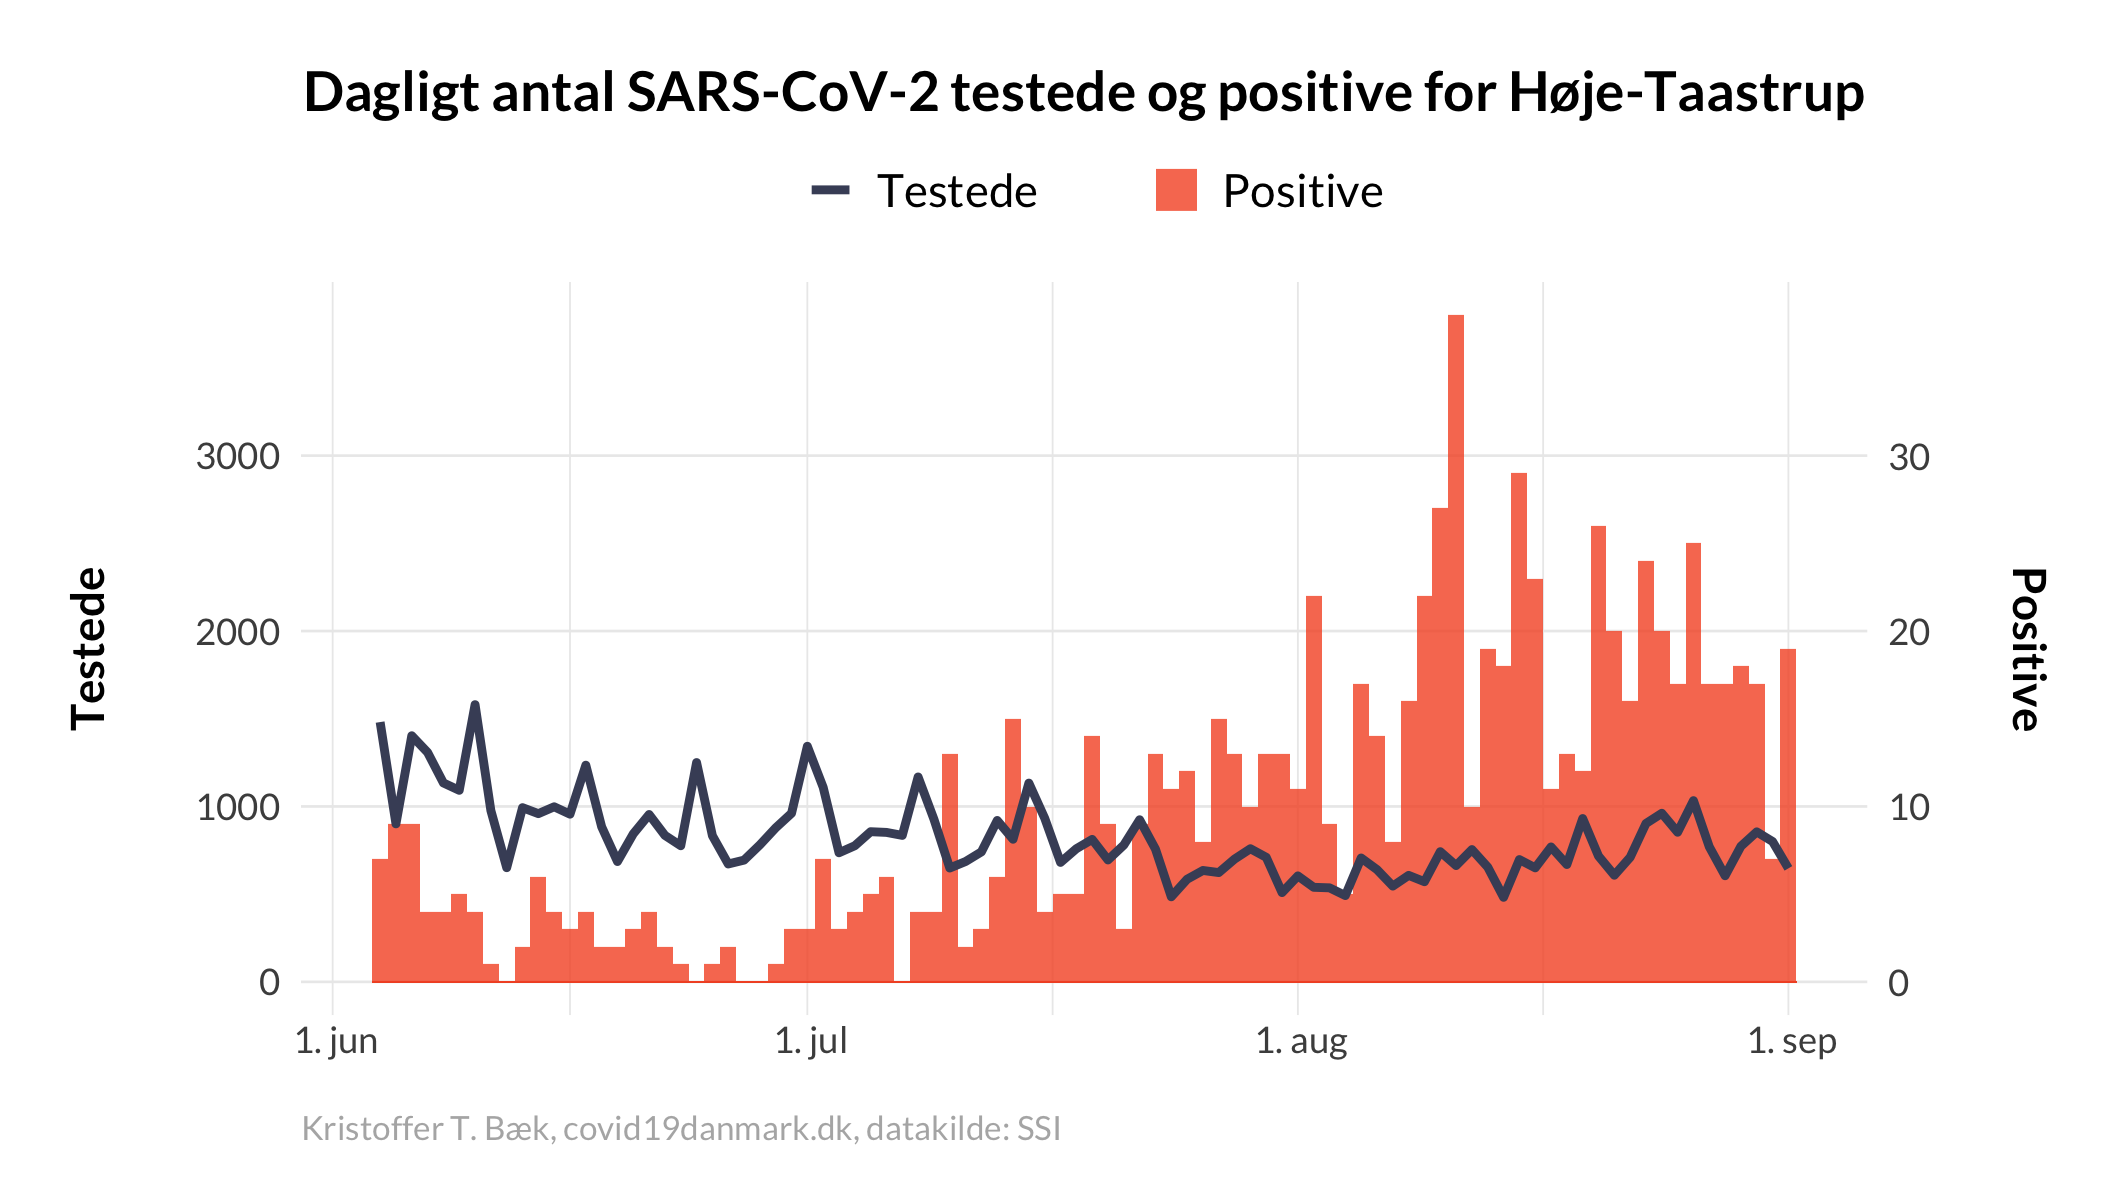 Dagligt antal SARS-CoV-2 testede og positive for Høje-Taastrup
Testede
Positive
3000
2000
1000
0
Testede
30
20
10
0
Positive
1. jun
1. jul
1. aug
1. sep
Kristoffer T. Bæk, covid19danmark.dk, datakilde: SSI